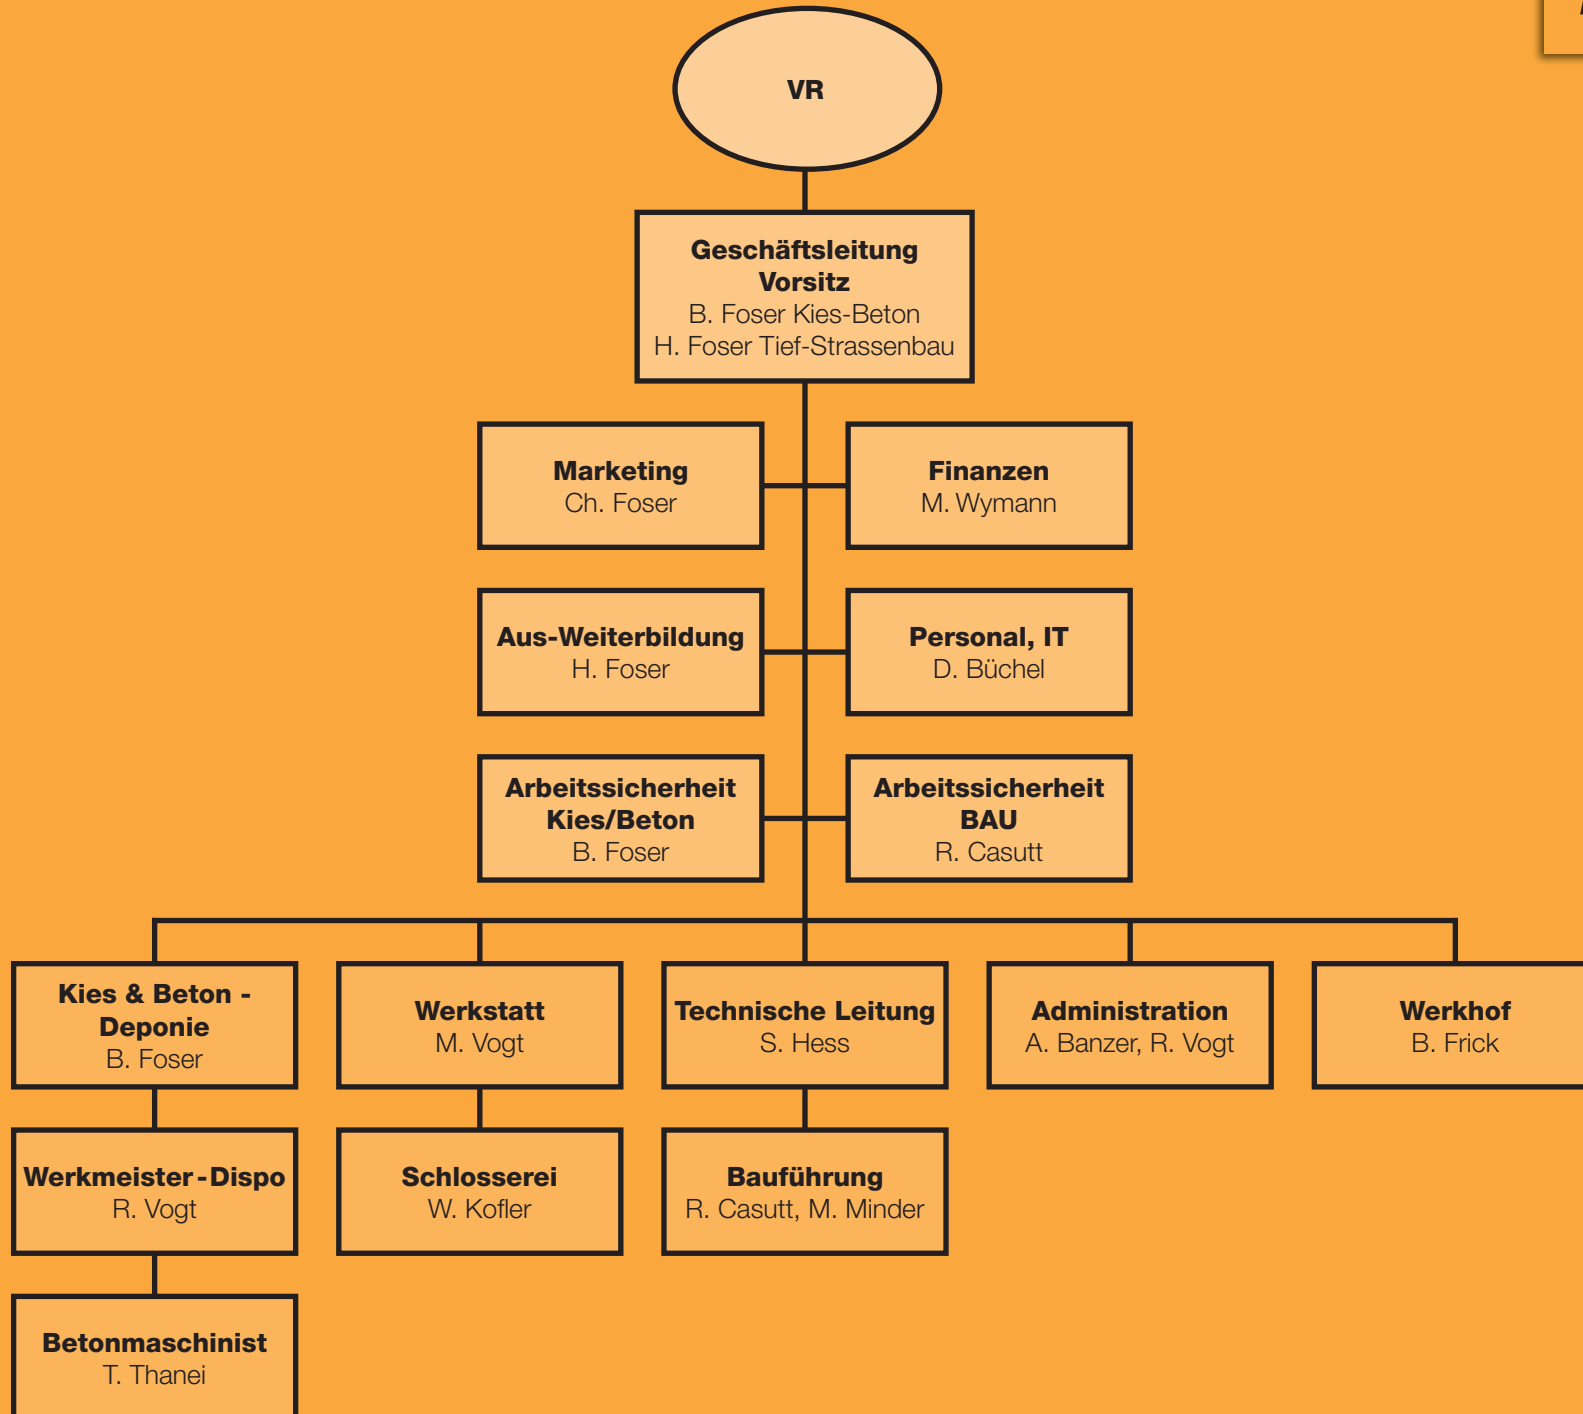 VR
Geschäftsleitung
Vorsitz
B. Foser Kies-Beton
H. Foser Tief-Strassenbau
Marketing
Ch. Foser
Finanzen
M. Wymann
Aus-Weiterbildung
H. Foser
Personal, IT
D. Büchel
Arbeitssicherheit
Kies/Beton
B. Foser
Arbeitssicherheit
BAU
R. Casutt
Kies & Beton -
Deponie
B. Foser
Werkstatt
M. Vogt
Technische Leitung
S. Hess
Administration
A. Banzer, R. Vogt
Werkhof
B. Frick
Werkmeister-Dispo
R. Vogt
Schlosserei
W. Kofler
Bauführung
R. Casutt, M. Minder
Betonmaschinist
T. Thanei